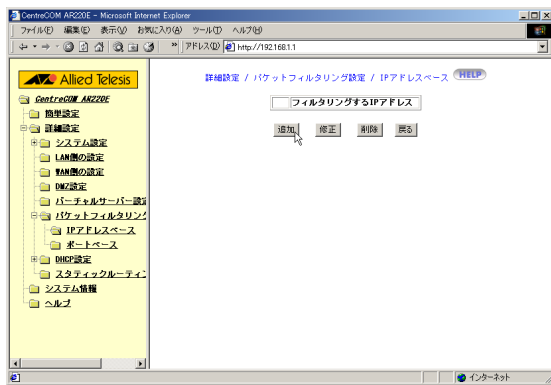 CentreCOM AR220E - Microsoft Internet Explorer
ファイル(F) 編集(E) 表示(V) お気に入り(A) ツール(T) ヘルプ(H)
アドレス(D) http://192.168.1.1
Allied Telesis
CentreCOM AR220E
簡単設定
詳細設定
システム設定
LAN側の設定
WAN側の設定
DMZ設定
バーチャルサーバー設
パケットフィルタリング
IPアドレスベース
ポートベース
DHCP設定
スタティックルーティン
システム情報
ヘルプ
詳細設定 / パケットフィルタリング設定 / IPアドレスベース HELP
フィルタリングするIPアドレス
追加 修正 削除 戻る
インターネット